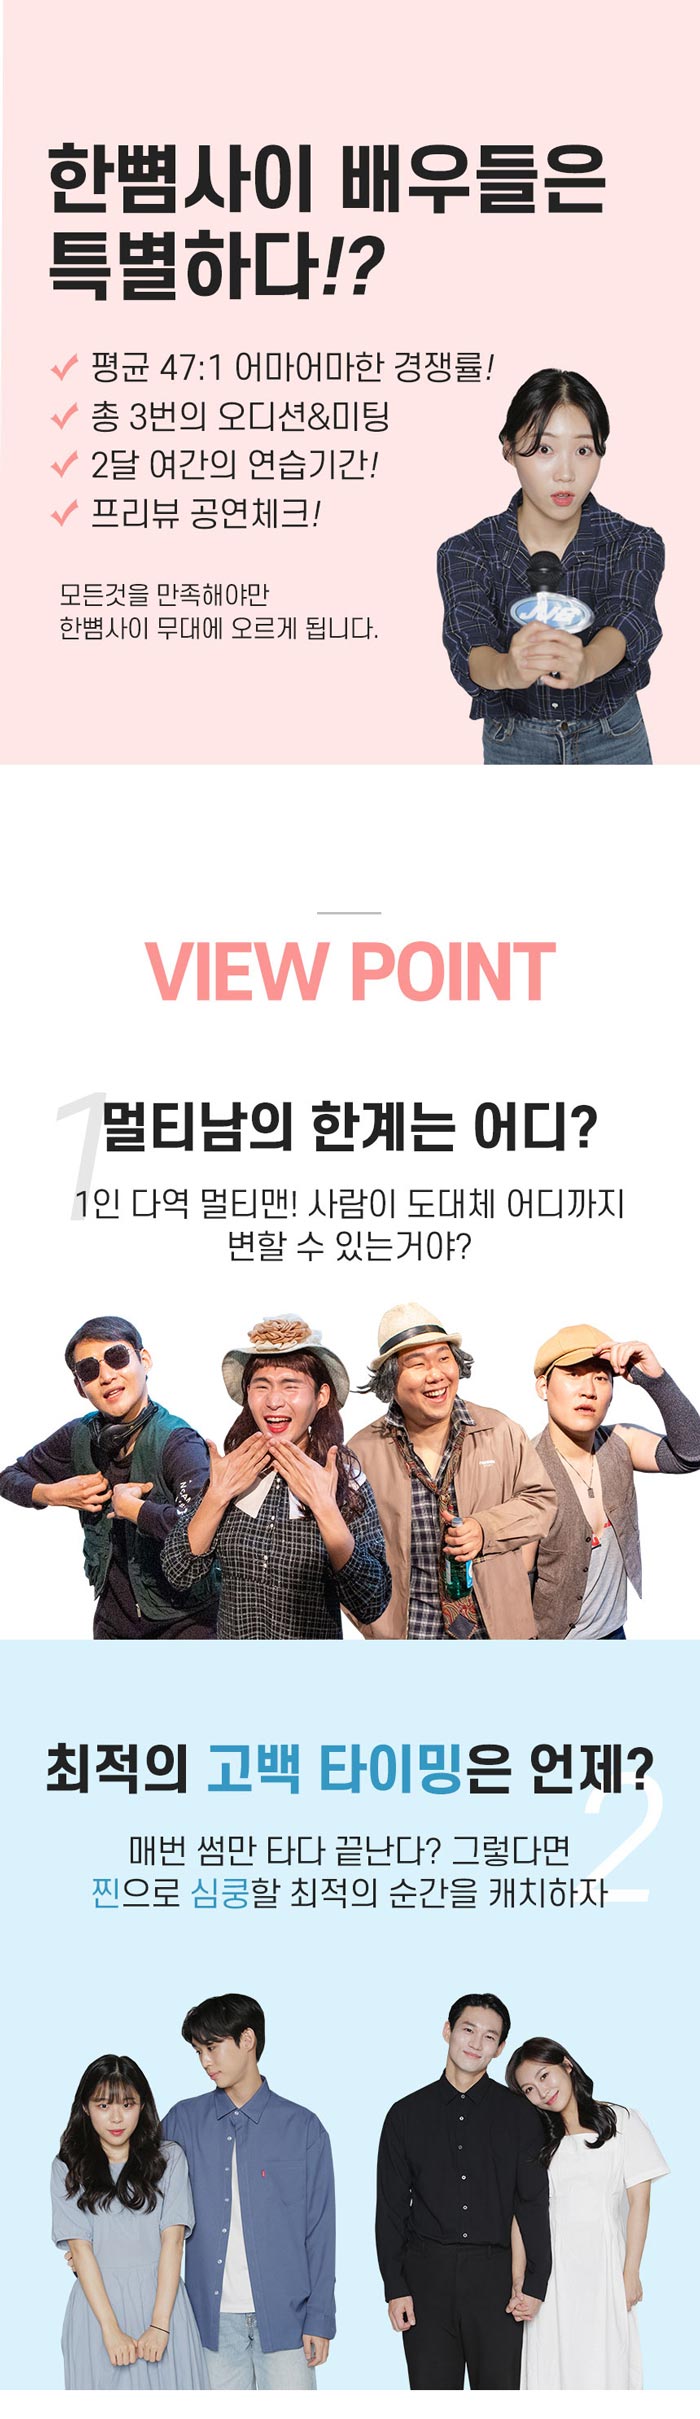 한뼘사이 배우들은
특별하다!?
평균 47:1 어마어마한 경쟁률!
총 3번의 오디션&미팅
2달 여간의 연습기간!
프리뷰 공연체크!
모든것을 만족해야만
한뼘사이 무대에 오르게 됩니다.
VIEW POINT
1
멀티남의 한계는 어디?
1인 다역 멀티맨! 사람이 도대체 어디까지
변할 수 있는거야?
최적의 고백 타이밍은 언제?
2
매번 썸만 타다 끝난다? 그렇다면
찐으로 심쿵할 최적의 순간을 캐치하자